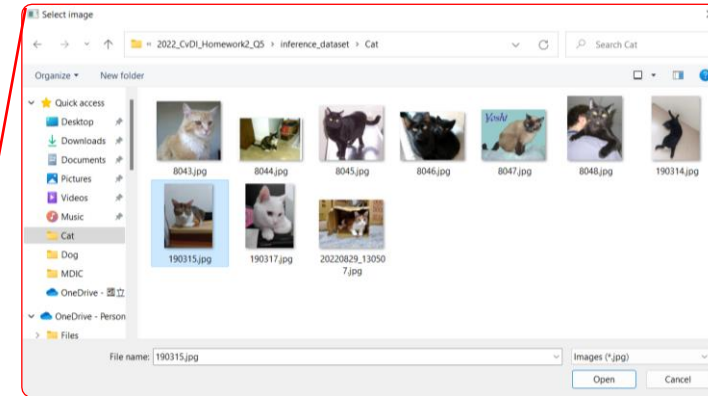 Select image
« 2022_CvDI_Homework2_Q5 › inference_dataset › Cat
Search Cat
Organize
New folder
?
Quick access
Desktop
Downloads
Documents
Pictures
Videos
Music
Cat
Dog
MDIC
OneDrive - 國立
OneDrive - Person
Files
Yoshi
8043.jpg
8044.jpg
8045.jpg
8046.jpg
8047.jpg
8048.jpg
190314.jpg
190315.jpg
190317.jpg
20220829_13050
7.jpg
File name: 190315.jpg
Images (*.jpg)
Open
Cancel